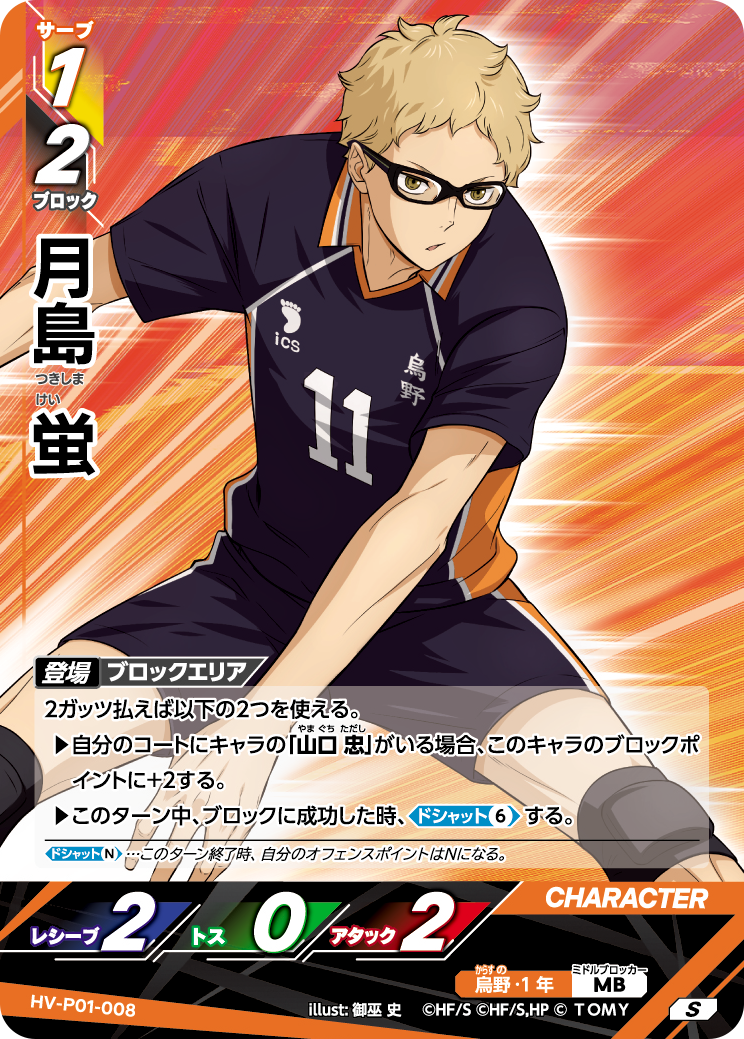 サーブ
1
2
ブロック
月島
つきしま
けい
蛍
ics
烏野
11
登場 ブロックエリア
2ガッツ払えば以下の2つを使える。
やまぐち ただし
▶自分のコートにキャラの「山口 忠」がいる場合、このキャラのブロックポ
イントに+2する。
▶このターン中、ブロックに成功した時、ドシャット6する。
ドシャットN…このターン終了時、自分のオフェンスポイントはNになる。
CHARACTER
レシーブ 2 トス 0 アタック 2
からすの ミドルブロッカー
烏野・1年 MB
HV-P01-008 illust: 御巫 史 ©HF/S ©HF/S,HP © TOMY S